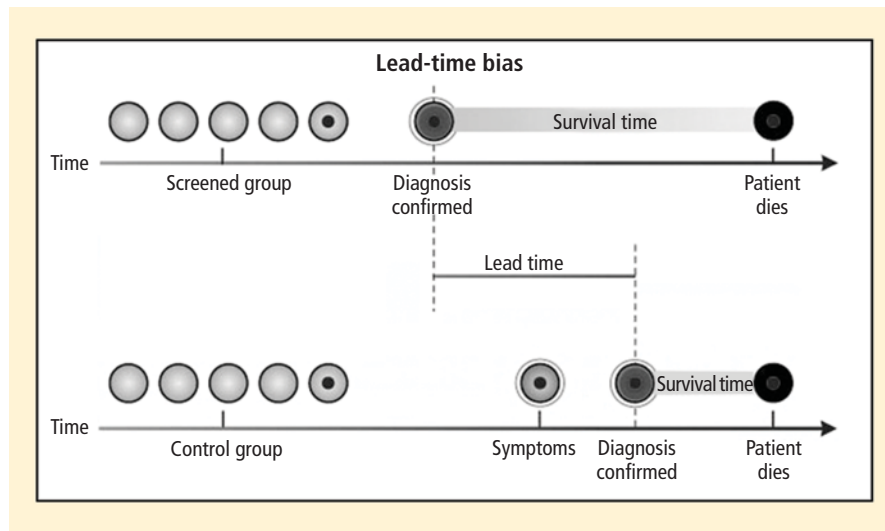 Lead-time bias
Survival time
Time
Screened group
Diagnosis
confirmed
Patient
dies
Lead time
Survival time
Time
Control group
Symptoms
Diagnosis
confirmed
Patient
dies